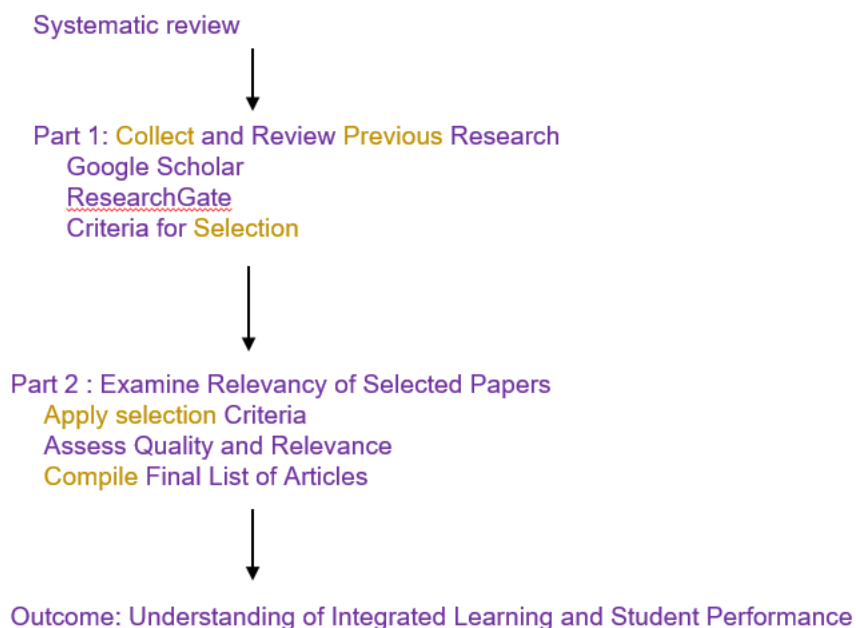 Systematic review
Part 1: Collect and Review Previous Research
Google Scholar
ResearchGate
Criteria for Selection
Part 2 : Examine Relevancy of Selected Papers
Apply selection Criteria
Assess Quality and Relevance
Compile Final List of Articles
Outcome: Understanding of Integrated Learning and Student Performance